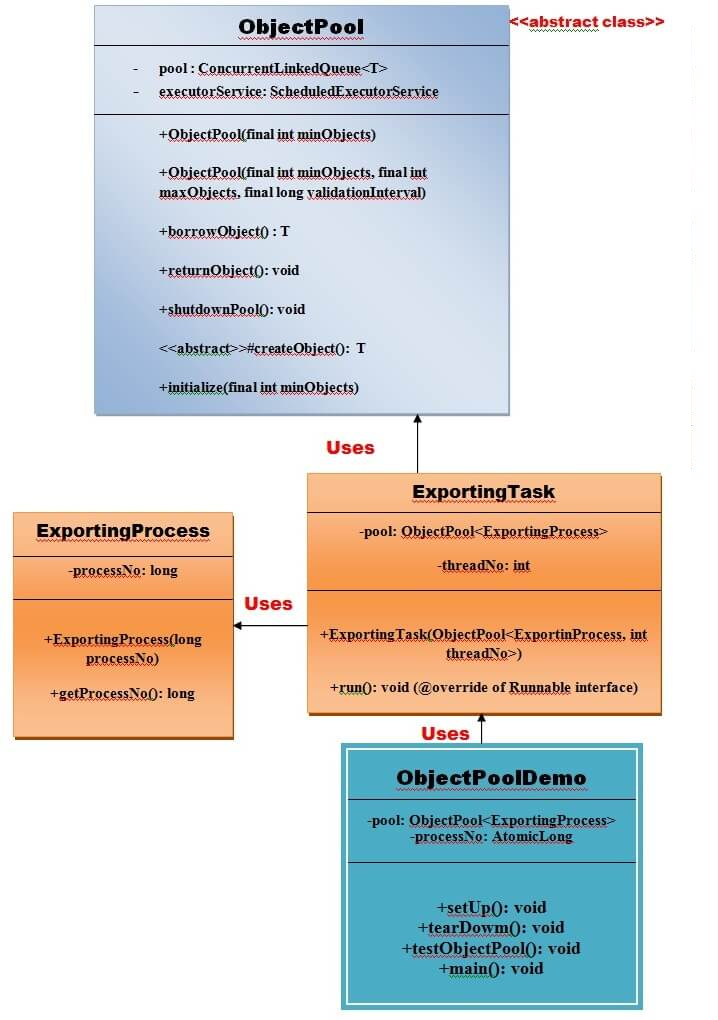 ObjectPool
<<abstract class>>
- pool : ConcurrentLinkedQueue<T>
- executorService: ScheduledExecutorService
+ObjectPool(final int minObjects)
+ObjectPool(final int minObjects, final int
maxObjects, final long validationInterval)
+borrowObject() : T
+returnObject(): void
+shutdownPool(): void
<<abstract>>#createObject(): T
+initialize(final int minObjects)
Uses
ExportingTask
-pool: ObjectPool<ExportingProcess>
-threadNo: int
+ExportingTask(ObjectPool<ExportinProcess, int
threadNo>)
+run(): void (@override of Runnable interface)
Uses
ExportingProcess
-processNo: long
+ExportingProcess(long
processNo)
+getProcessNo(): long
Uses
ObjectPoolDemo
-pool: ObjectPool<ExportingProcess>
-processNo: AtomicLong
+setUp(): void
+tearDowm(): void
+testObjectPool(): void
+main(): void